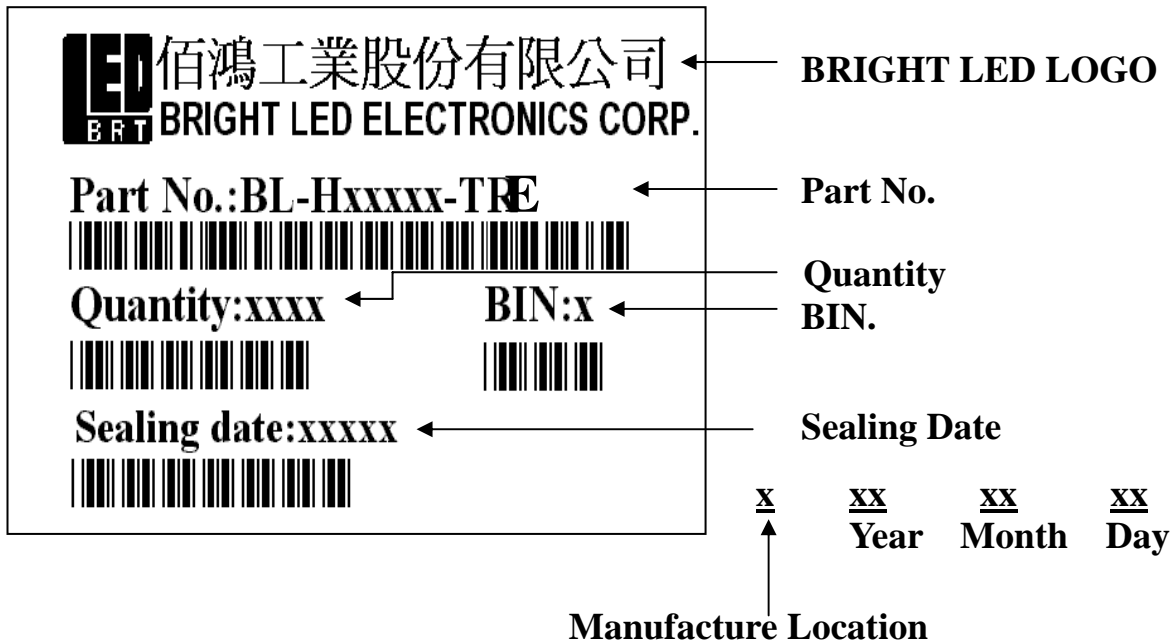 LED 佰鴻工業股份有限公司
BRT BRIGHT LED ELECTRONICS CORP.
BRIGHT LED LOGO
Part No.:BL-Hxxxxx-TRE
Part No.
Quantity:xxxx
BIN:x
Quantity
BIN.
Sealing date:xxxxx
Sealing Date
x xx xx xx
Year Month Day
Manufacture Location